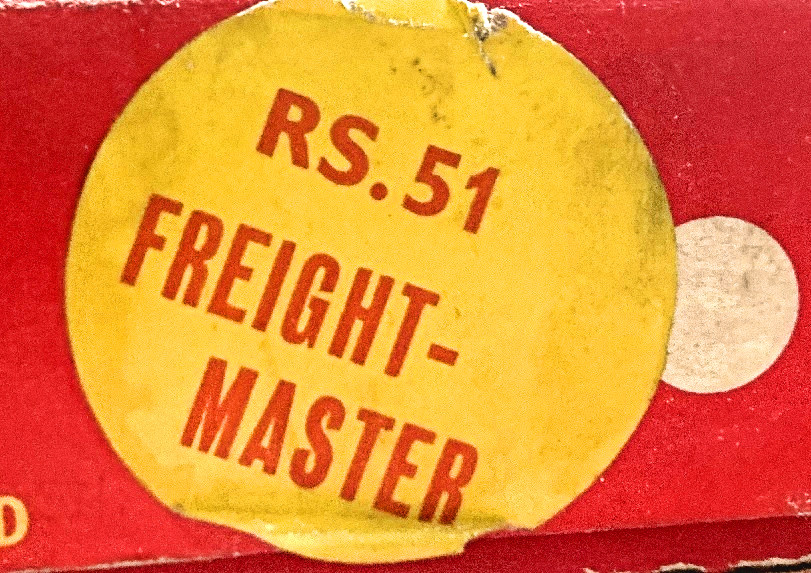 RS. 51
FREIGHT-
MASTER
D